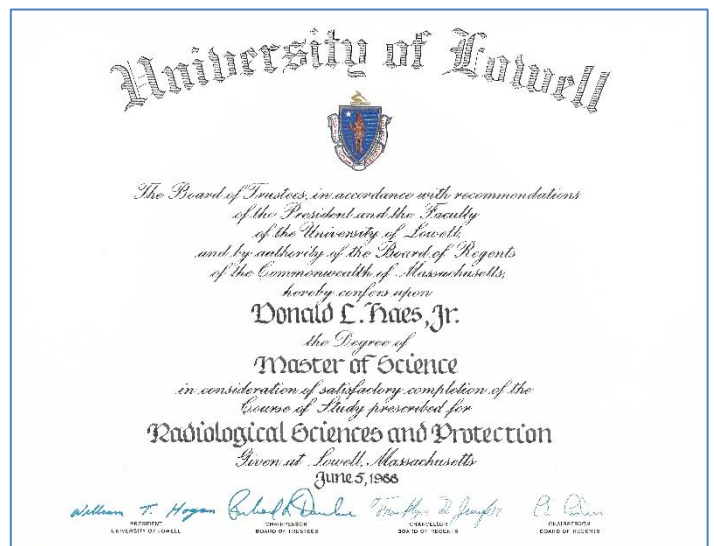 University of Lowell
The Board of Trustees, in accordance with recommendations
of the President and the Faculty
of the University of Lowell,
and by authority of the Board of Regents
of the Commonwealth of Massachusetts,
hereby confers upon
Donald L. Haes, Jr.
the Degree of
Master of Science
in consideration of satisfactory completion of the
Course of Study prescribed for
Radiological Sciences and Protection
Given at Lowell, Massachusetts
June 5, 1988
William T. Hogan
PRESIDENT
UNIVERSITY OF LOWELL
CHAIRPERSON
BOARD OF TRUSTEES
CHANCELLOR
BOARD OF REGENTS
CHAIRPERSON
BOARD OF REGENTS